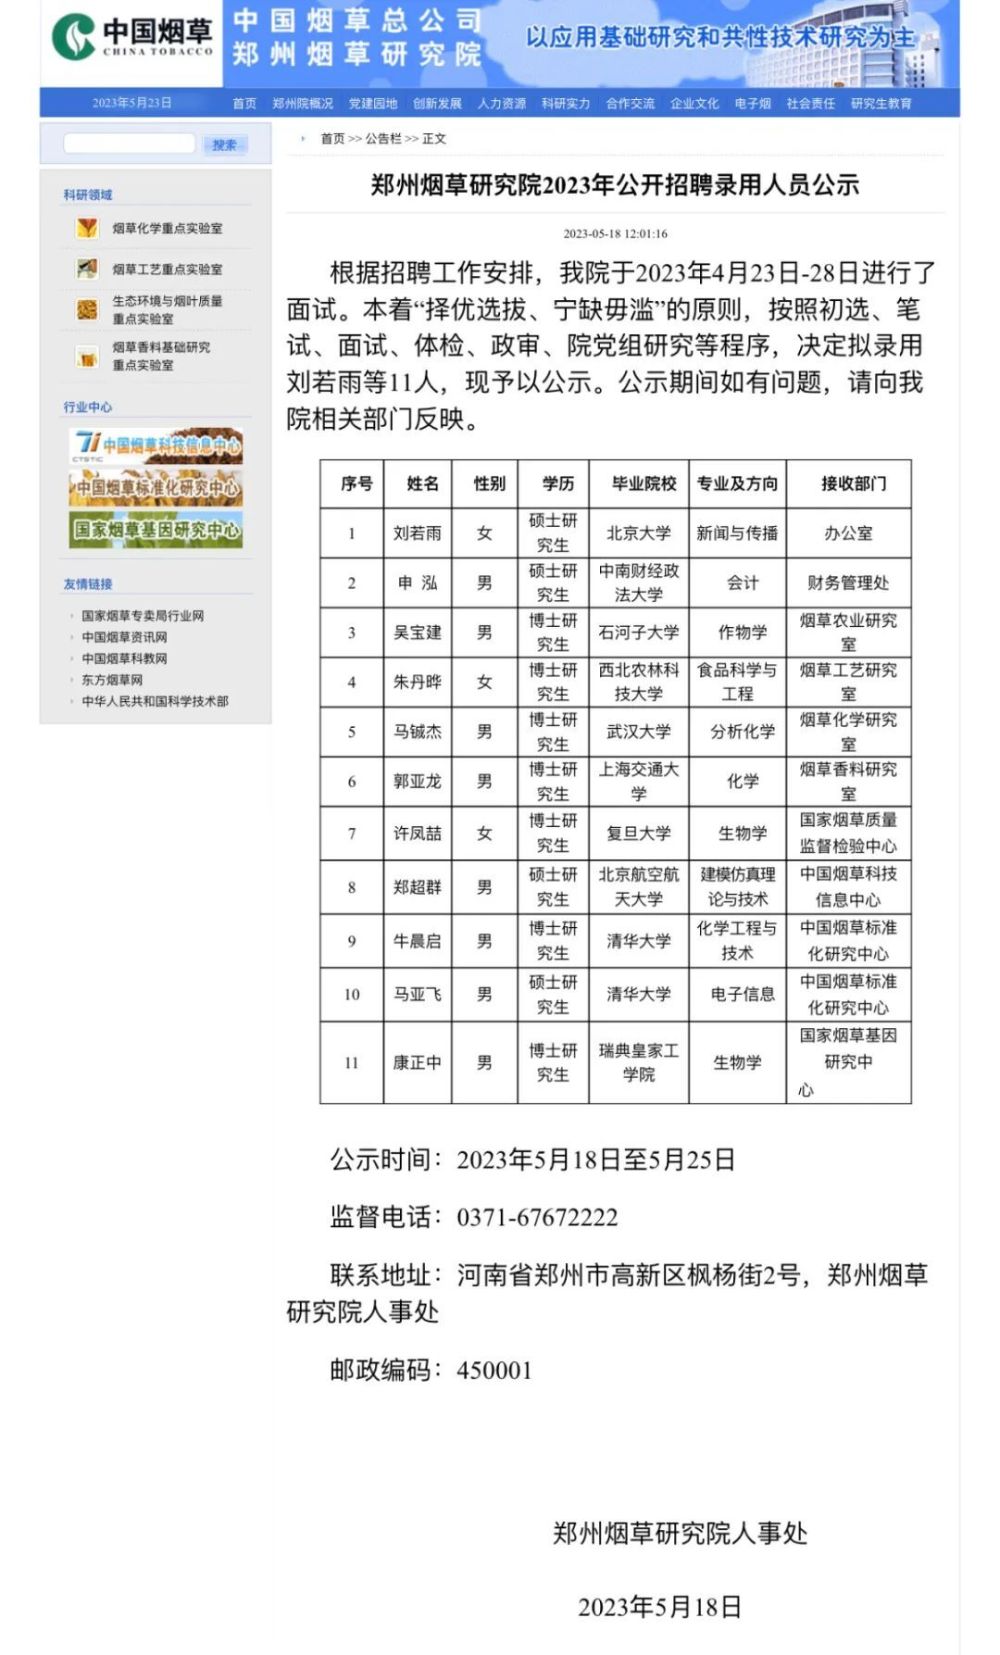 中国烟草
CHINA TOBACCO
中国烟草总公司
郑州烟草研究院
以应用基础研究和共性技术研究为主
2023年5月23日
首页 郑州院概况 党建园地 创新发展 人力资源 科研实力 合作交流 企业文化 电子烟 社会责任 研究生教育
搜索
首页 >> 公告栏 >> 正文
科研领域
烟草化学重点实验室
烟草工艺重点实验室
生态环境与烟叶质量
重点实验室
烟草香料基础研究
重点实验室
行业中心
CTSTIC
中国烟草科技信息中心
中国烟草标准化研究中心
国家烟草基因研究中心
友情链接
国家烟草专卖局行业网
中国烟草资讯网
中国烟草科教网
东方烟草网
中华人民共和国科学技术部
郑州烟草研究院2023年公开招聘录用人员公示
2023-05-18 12:01:16
根据招聘工作安排，我院于2023年4月23日-28日进行了
面试。本着“择优选拔、宁缺毋滥”的原则，按照初选、笔
试、面试、体检、政审、院党组研究等程序，决定拟录用
刘若雨等11人，现予以公示。公示期间如有问题，请向我
院相关部门反映。
序号 姓名 性别 学历 毕业院校 专业及方向 接收部门
1 刘若雨 女 硕士研究生 北京大学 新闻与传播 办公室
2 申 泓 男 硕士研究生 中南财经政法大学 会计 财务管理处
3 吴宝建 男 博士研究生 石河子大学 作物学 烟草农业研究室
4 朱丹晔 女 博士研究生 西北农林科技大学 食品科学与工程 烟草工艺研究室
5 马铖杰 男 博士研究生 武汉大学 分析化学 烟草化学研究室
6 郭亚龙 男 博士研究生 上海交通大学 化学 烟草香料研究室
7 许凤喆 女 博士研究生 复旦大学 生物学 国家烟草质量监督检验中心
8 郑超群 男 硕士研究生 北京航空航天大学 建模仿真理论与技术 中国烟草科技信息中心
9 牛晨启 男 博士研究生 清华大学 化学工程与技术 中国烟草标准化研究中心
10 马亚飞 男 硕士研究生 清华大学 电子信息 中国烟草标准化研究中心
11 康正中 男 博士研究生 瑞典皇家工学院 生物学 国家烟草基因研究中心
公示时间：2023年5月18日至5月25日
监督电话：0371-67672222
联系地址：河南省郑州市高新区枫杨街2号，郑州烟草
研究院人事处
邮政编码：450001
郑州烟草研究院人事处
2023年5月18日